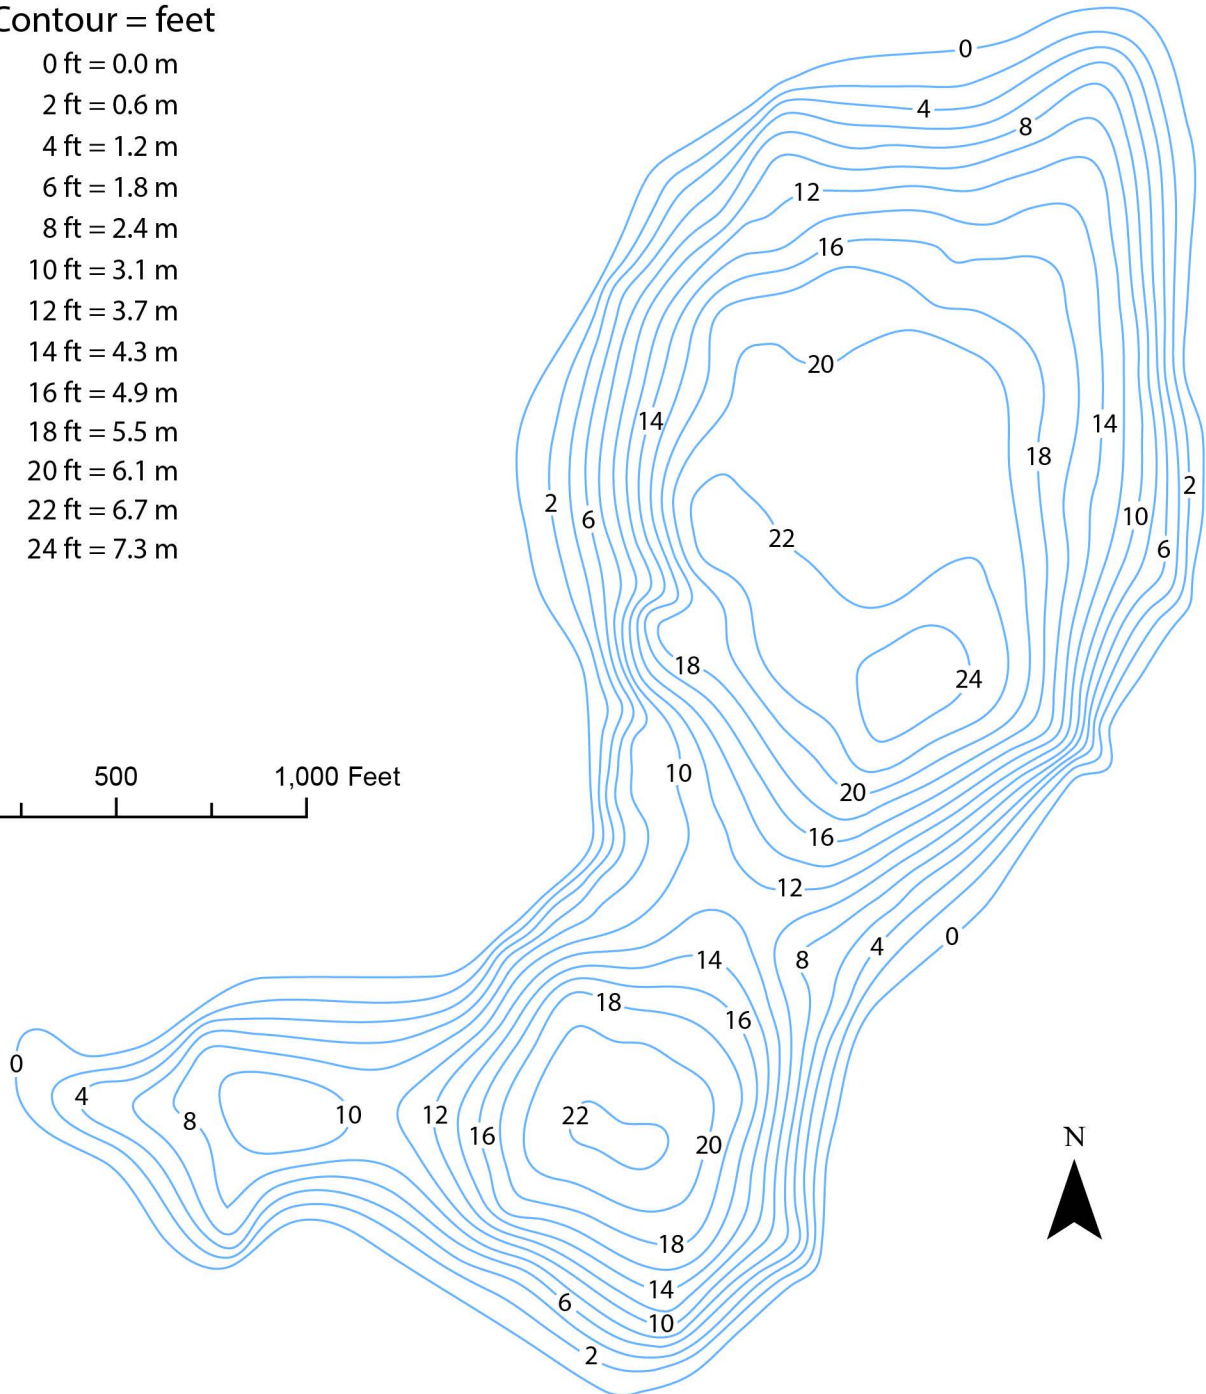 Contour = feet
0 ft = 0.0 m
2 ft = 0.6 m
4 ft = 1.2 m
6 ft = 1.8 m
8 ft = 2.4 m
10 ft = 3.1 m
12 ft = 3.7 m
14 ft = 4.3 m
16 ft = 4.9 m
18 ft = 5.5 m
20 ft = 6.1 m
22 ft = 6.7 m
24 ft = 7.3 m
0
4
8
12
16
20
14
14
18
2
2
6
10
22
6
18
24
500
1,000 Feet
10
20
16
12
0
4
8
14
18
16
0
4
8
10
12
22
16
20
N
18
14
6
10
2